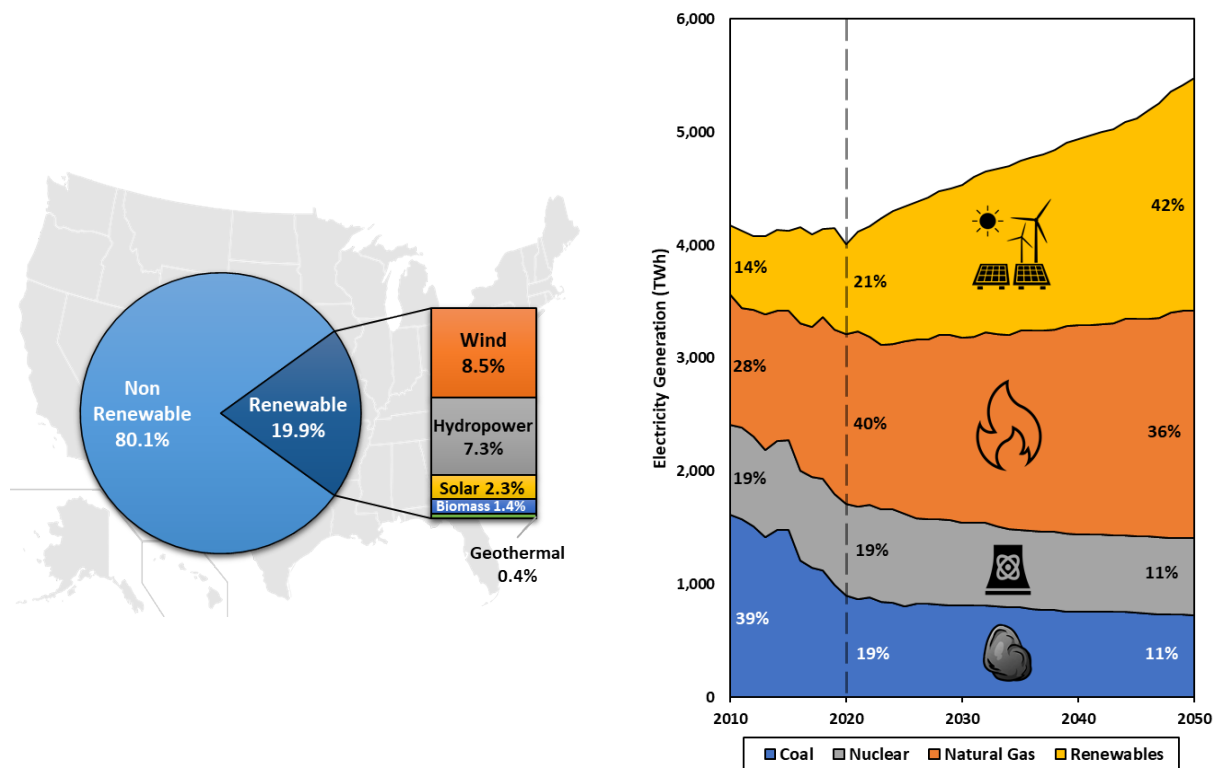 Non
Renewable
80.1%
Renewable
19.9%
Wind
8.5%
Hydropower
7.3%
Solar 2.3%
Biomass 1.4%
Geothermal
0.4%
Electricity Generation (TWh)
6,000
5,000
4,000
3,000
2,000
1,000
0
14%
21%
42%
28%
40%
36%
19%
19%
11%
39%
19%
11%
2010
2020
2030
2040
2050
Coal
Nuclear
Natural Gas
Renewables